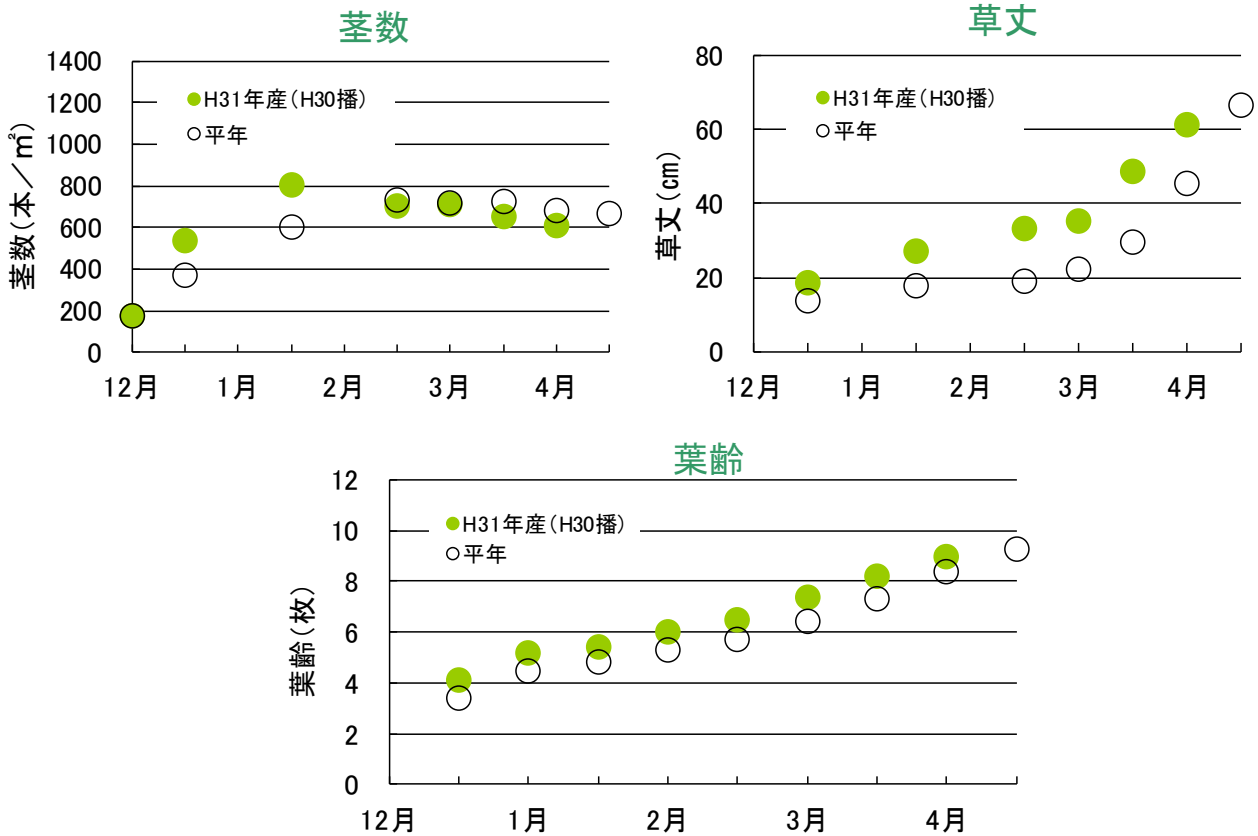 茎数
1400
1200
1000
800
600
400
200
0
茎数(本／㎡)
H31年産(H30播)
平年
12月 1月 2月 3月 4月
草丈
80
60
40
20
0
草丈(cm)
H31年産(H30播)
平年
12月 1月 2月 3月 4月
葉齢
12
10
8
6
4
2
0
葉齢(枚)
H31年産(H30播)
平年
12月 1月 2月 3月 4月